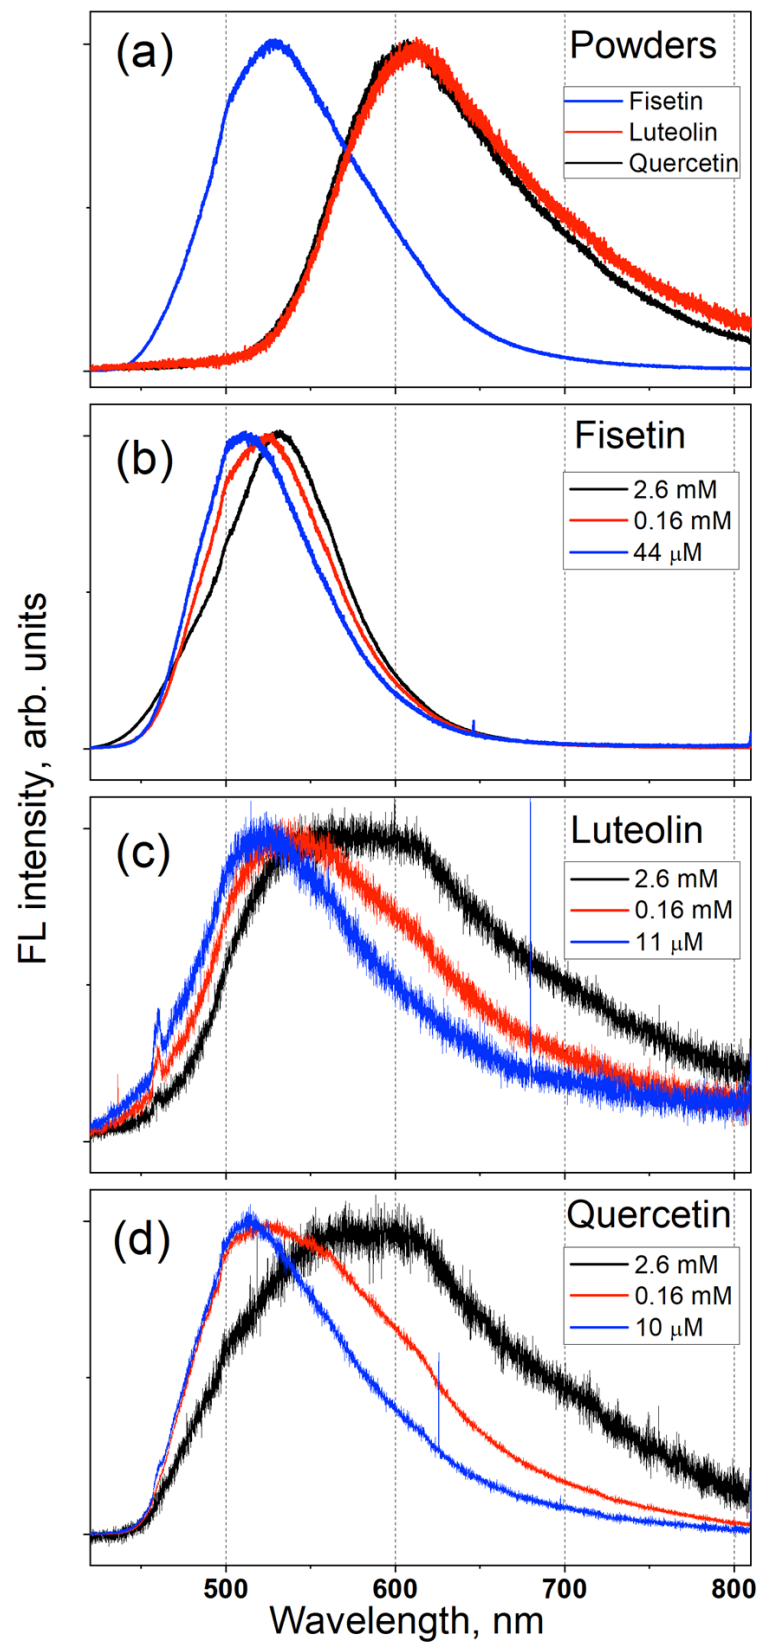 (a)
Powders
Fisetin
Luteolin
Quercetin
(b)
Fisetin
2.6 mM
0.16 mM
44 μM
FL intensity, arb. units
(c)
Luteolin
2.6 mM
0.16 mM
11 μM
(d)
Quercetin
2.6 mM
0.16 mM
10 μM
500 600 700 800
Wavelength, nm